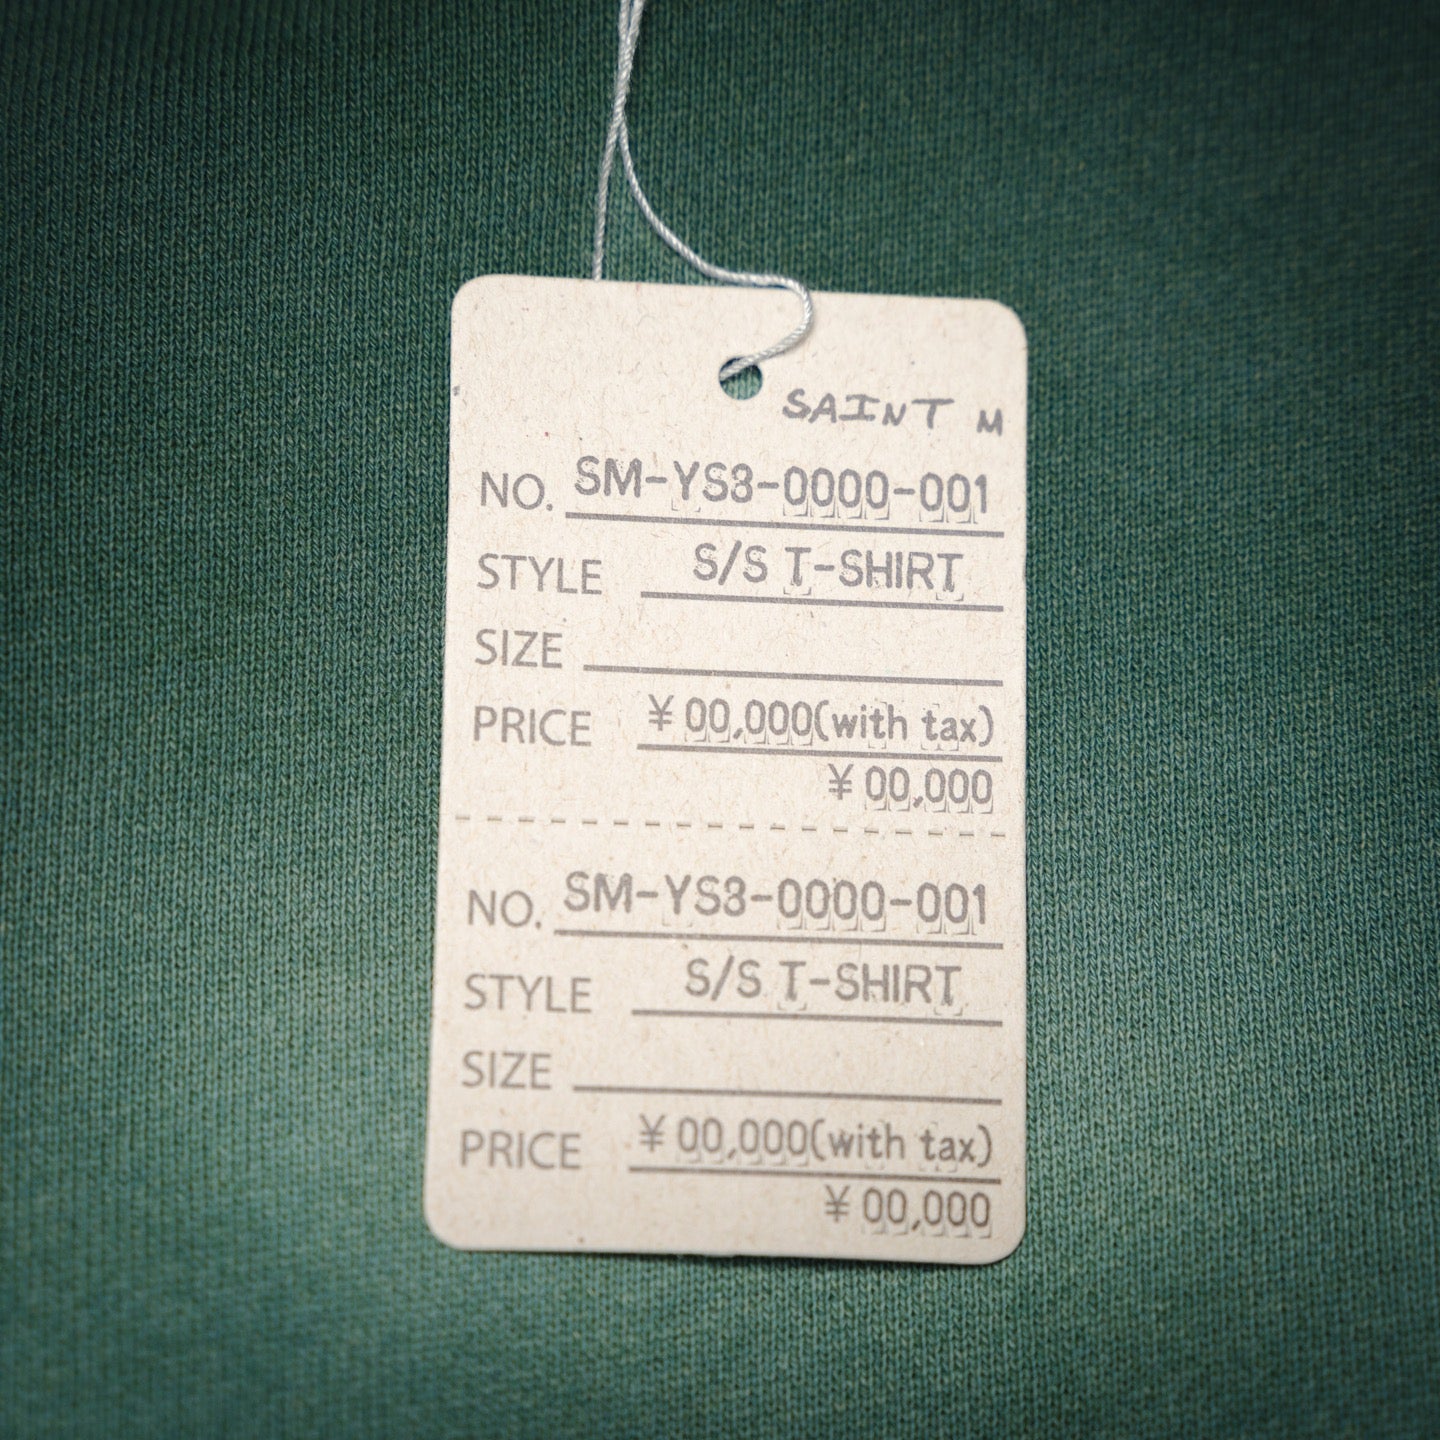 SAINT M
NO. SM-YS3-0000-001
STYLE S/S T-SHIRT
SIZE
PRICE ¥00,000(with tax)
¥00,000
NO. SM-YS3-0000-001
STYLE S/S T-SHIRT
SIZE
PRICE ¥00,000(with tax)
¥00,000